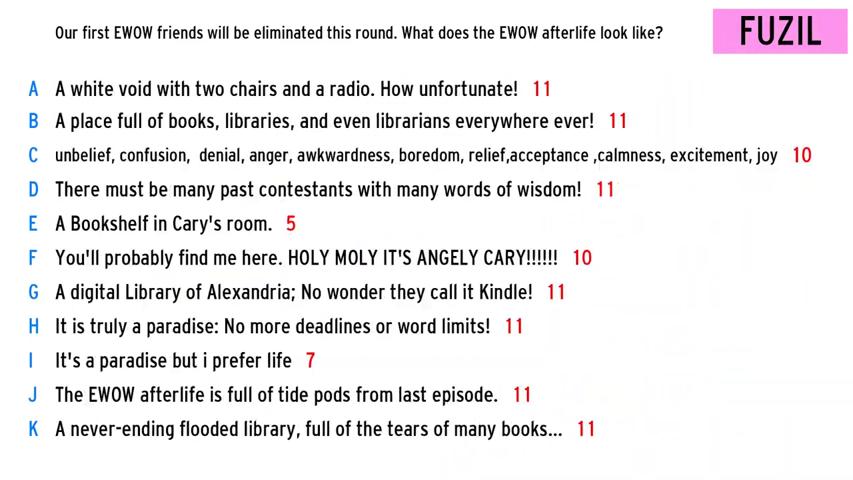 Our first EWOW friends will be eliminated this round. What does the EWOW afterlife look like?
FUZIL
A A white void with two chairs and a radio. How unfortunate! 11
B A place full of books, libraries, and even librarians everywhere ever! 11
C unbelief, confusion, denial, anger, awkwardness, boredom, relief,acceptance ,calmness, excitement, joy 10
D There must be many past contestants with many words of wisdom! 11
E A Bookshelf in Cary's room. 5
F You'll probably find me here. HOLY MOLY IT'S ANGELY CARY!!!!!! 10
G A digital Library of Alexandria; No wonder they call it Kindle! 11
H It is truly a paradise: No more deadlines or word limits! 11
I It's a paradise but i prefer life 7
J The EWOW afterlife is full of tide pods from last episode. 11
K A never-ending flooded library, full of the tears of many books... 11